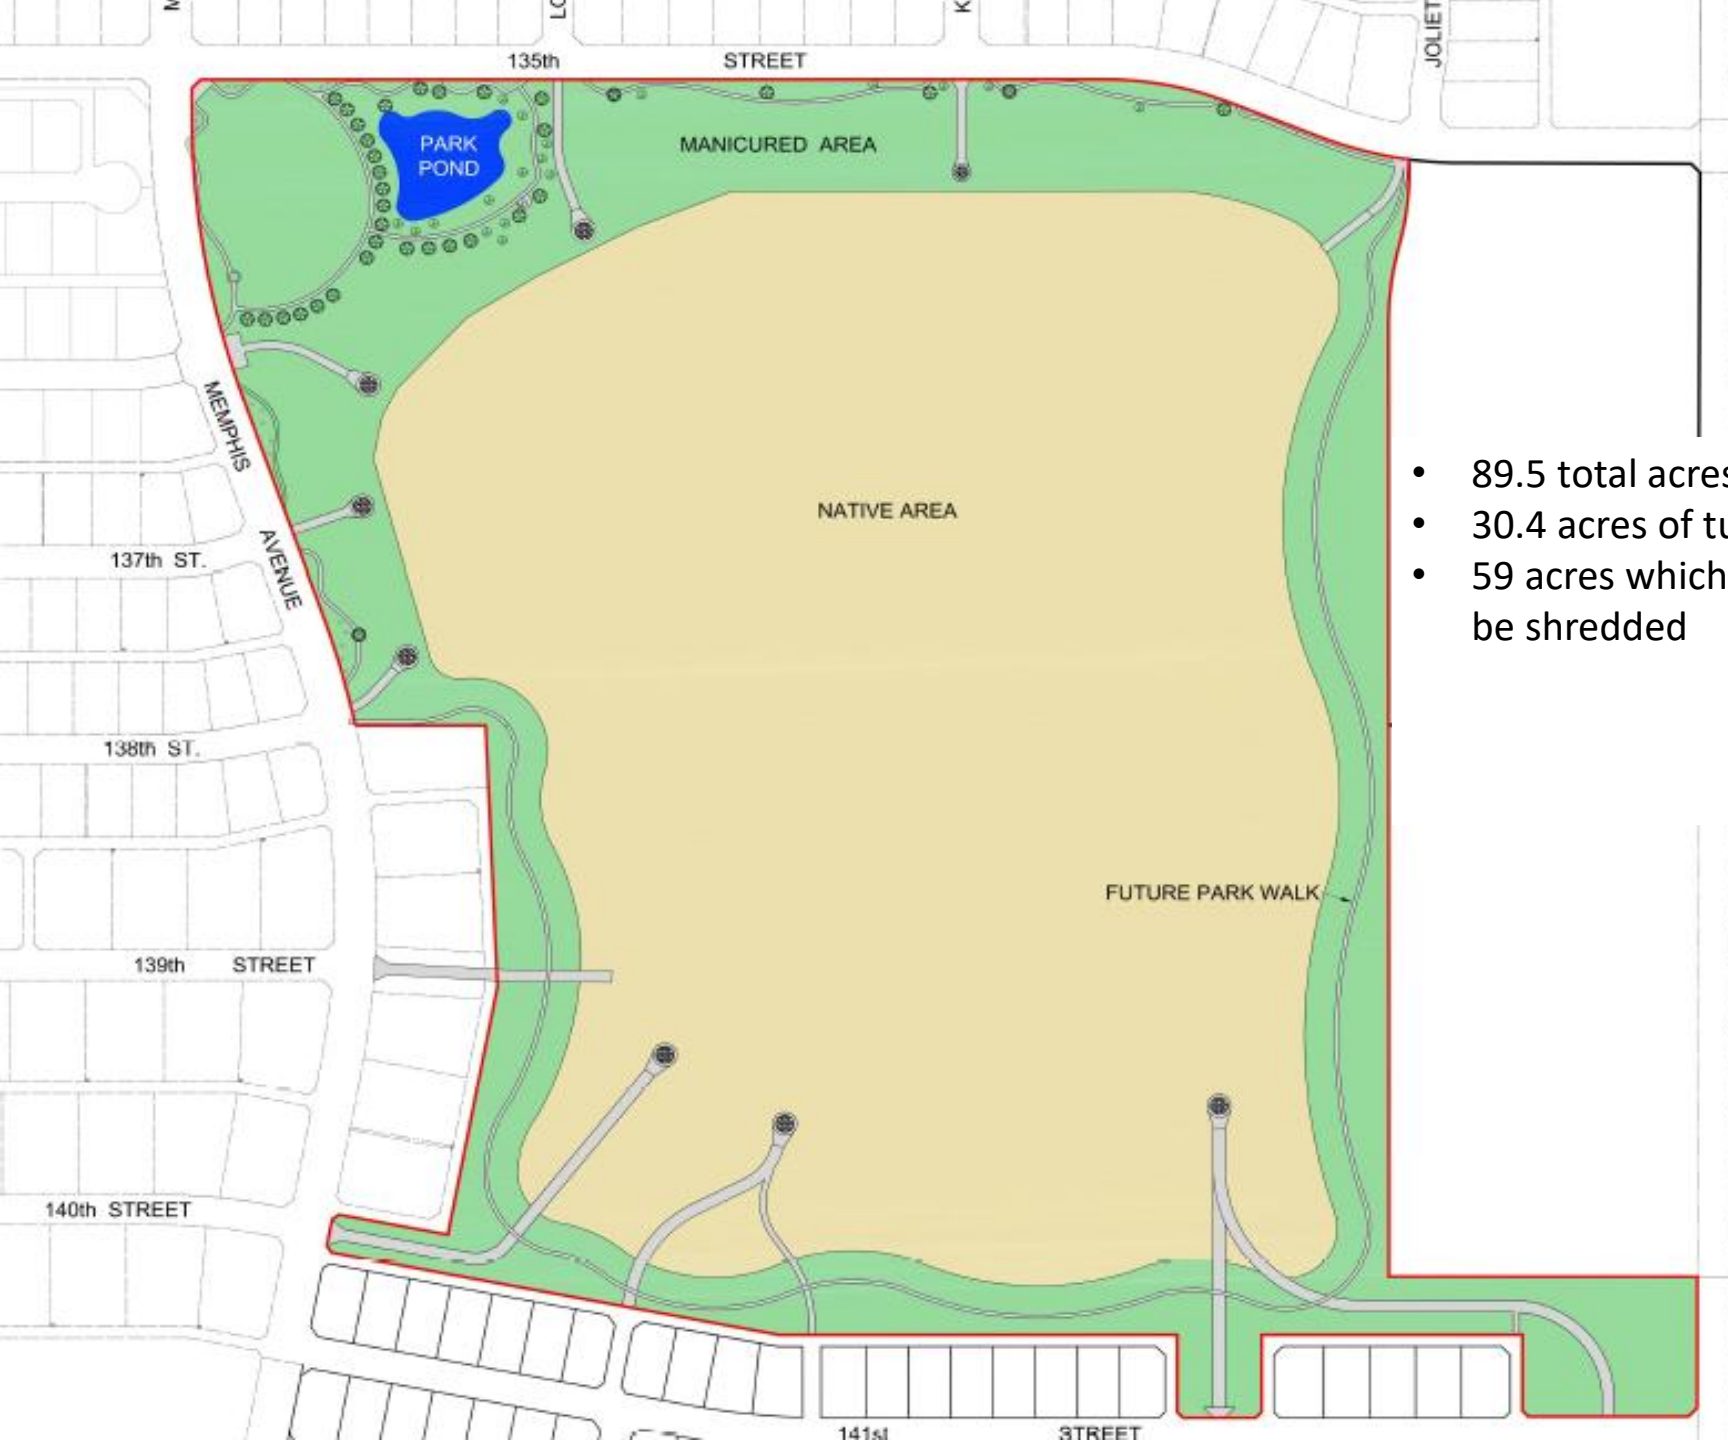 135th STREET
JOLIET
PARK
POND
MANICURED AREA
MEMPHIS
AVENUE
NATIVE AREA
• 89.5 total acres
• 30.4 acres of
• 59 acres which
be shredded
137th ST.
138th ST.
FUTURE PARK WALK
139th STREET
140th STREET
141st STREET